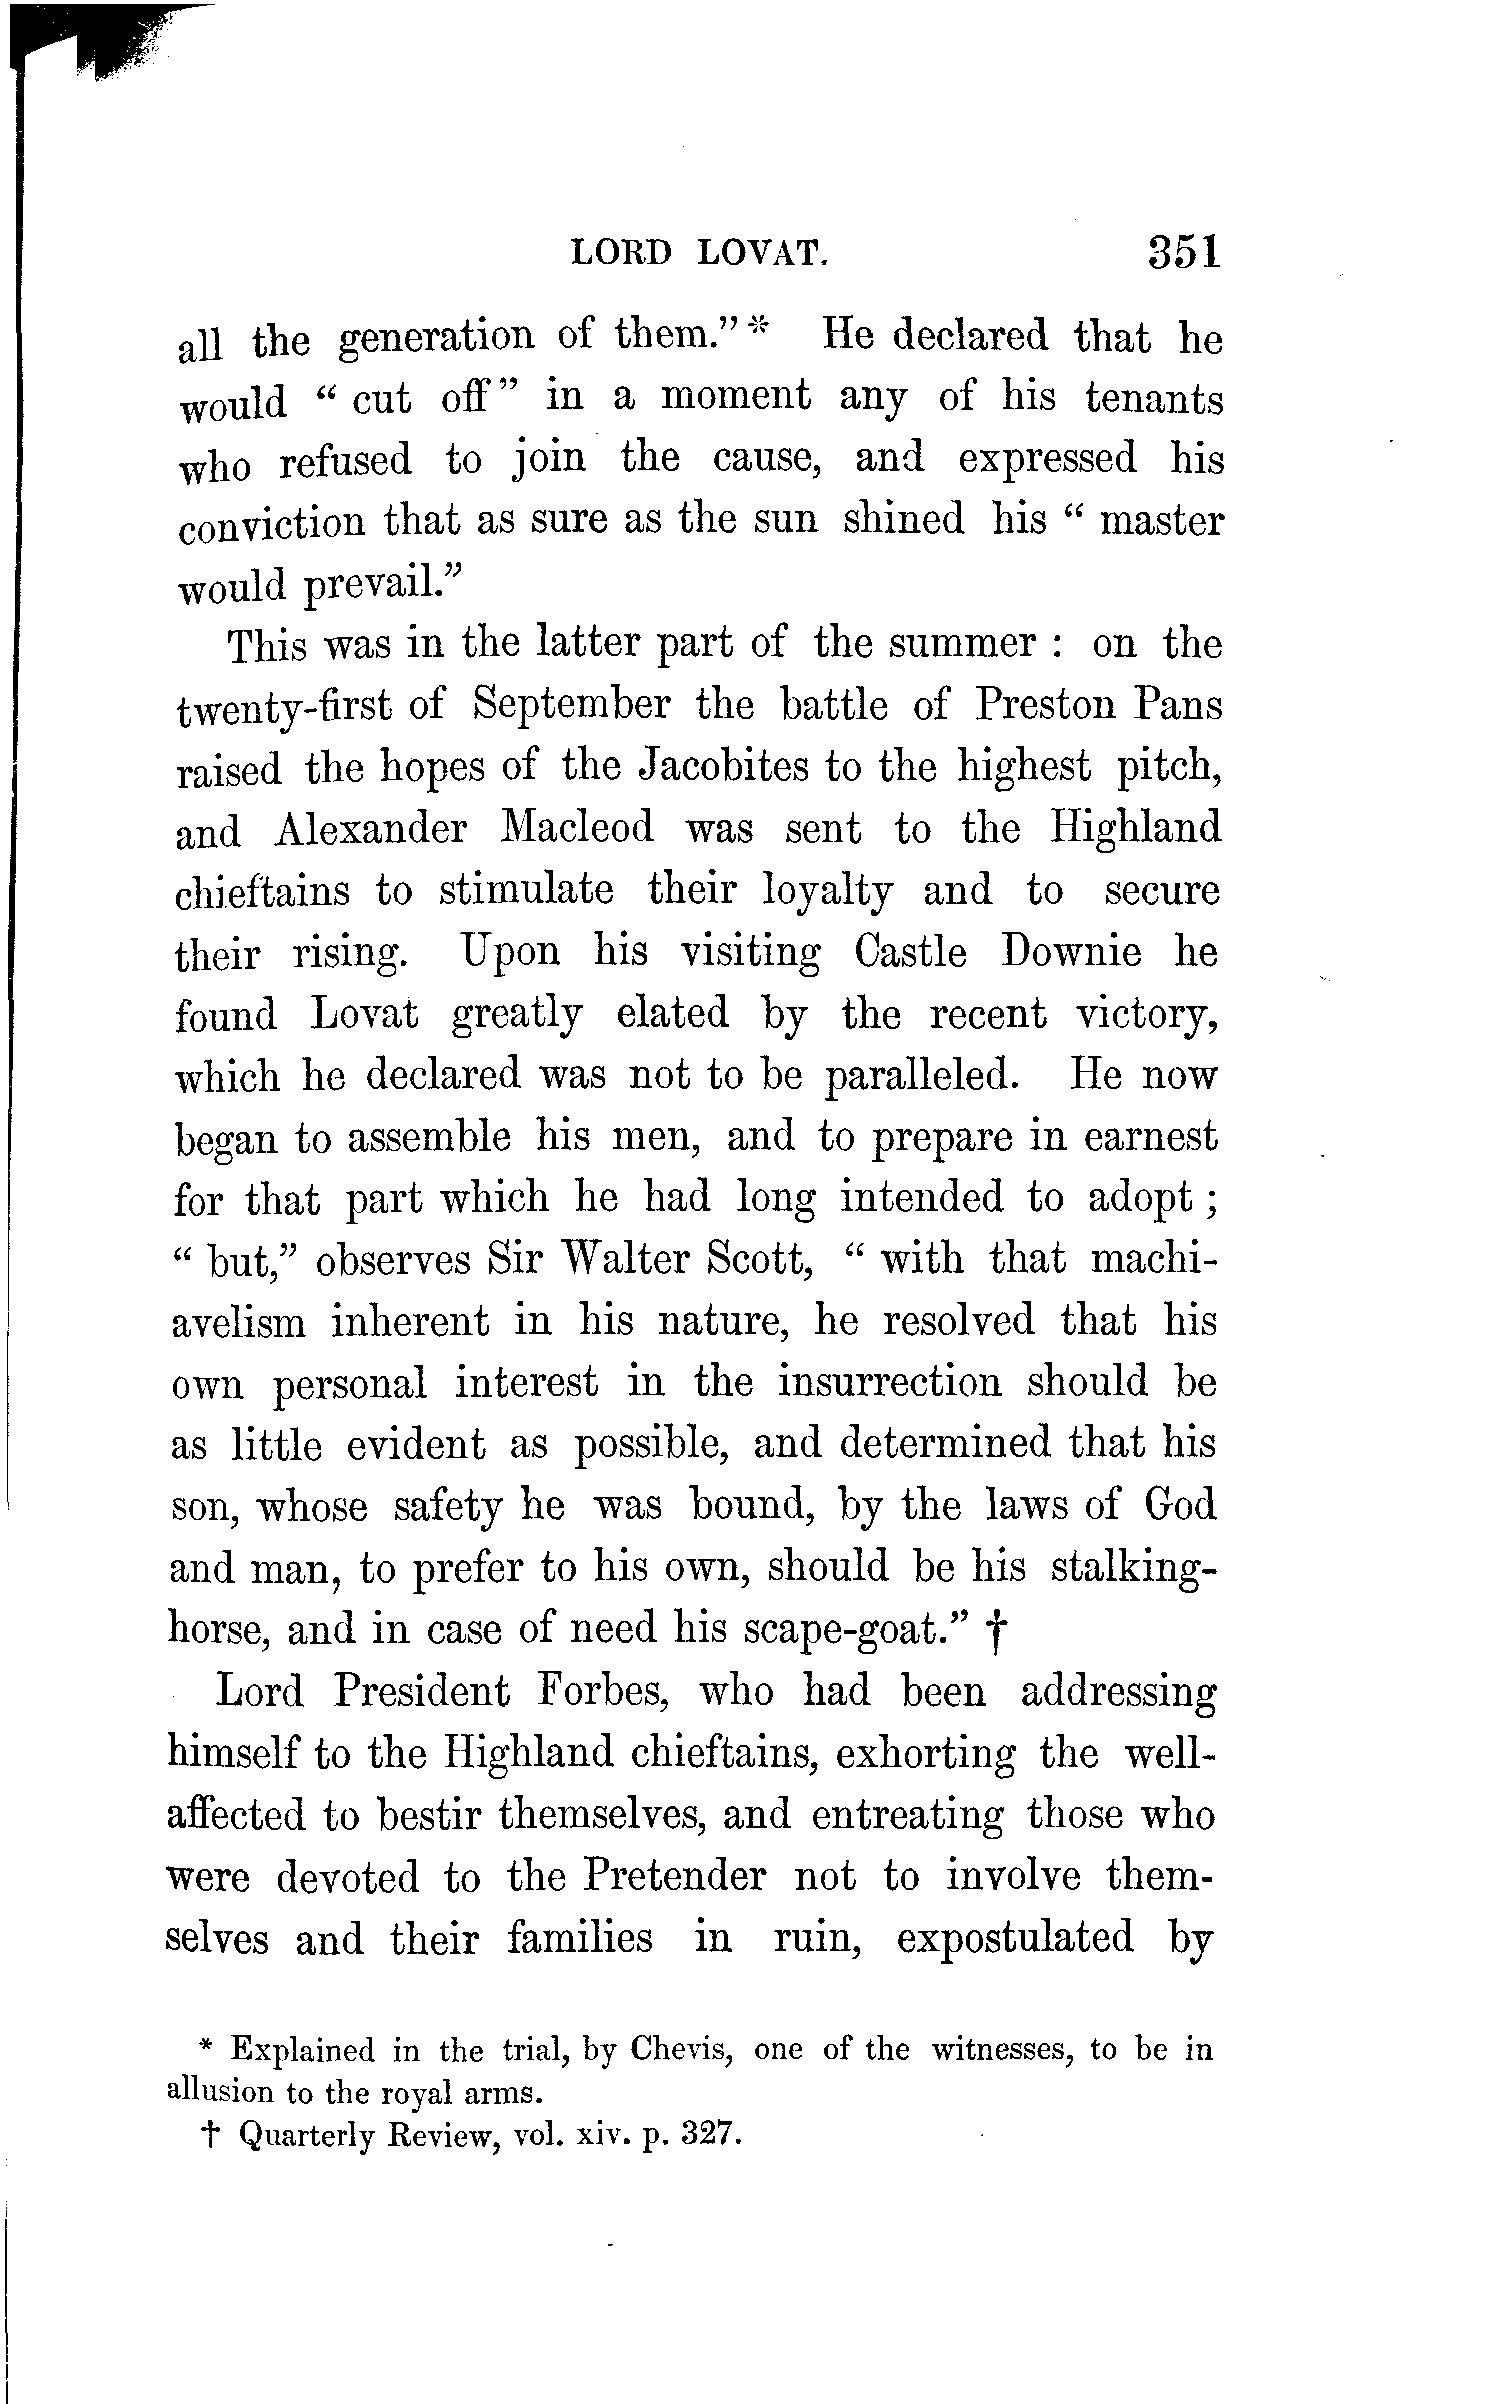 LORD LOVAT. 351
all the generation of them."* He declared that he
would " cut off" in a moment any of his tenants
who refused to join the cause, and expressed his
conviction that as sure as the sun shined his " master
would prevail."
This was in the latter part of the summer : on the
twenty-first of September the battle of Preston Pans
raised the hopes of the Jacobites to the highest pitch,
and Alexander Macleod was sent to the Highland
chieftains to stimulate their loyalty and to secure
their rising. Upon his visiting Castle Downie he
found Lovat greatly elated by the recent victory,
which he declared was not to be paralleled. He now
began to assemble his men, and to prepare in earnest
for that part which he had long intended to adopt ;
" but," observes Sir Walter Scott, " with that machi-
avelism inherent in his nature, he resolved that his
own personal interest in the insurrection should be
as little evident as possible, and determined that his
son, whose safety he was bound, by the laws of God
and man, to prefer to his own, should be his stalking-
horse, and in case of need his scape-goat." †
Lord President Forbes, who had been addressing
himself to the Highland chieftains, exhorting the well-
affected to bestir themselves, and entreating those who
were devoted to the Pretender not to involve them-
selves and their families in ruin, expostulated by
* Explained in the trial, by Chevis, one of the witnesses, to be in
allusion to the royal arms.
† Quarterly Review, vol. xiv. p. 327.